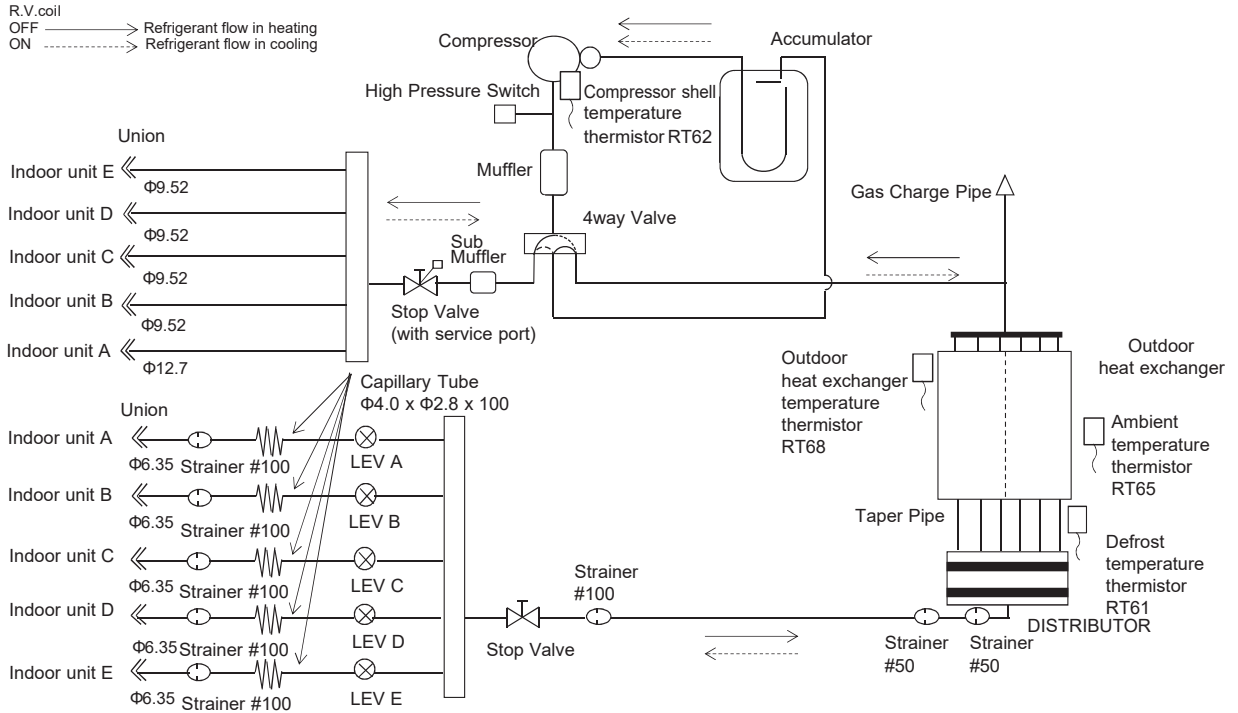 R.V.coil
OFF Refrigerant flow in heating
ON Refrigerant flow in cooling
Compressor
Accumulator
High Pressure Switch
Compressor shell
temperature
thermistor RT62
Union
Indoor unit E
Φ9.52
Indoor unit D
Φ9.52
Indoor unit C
Φ9.52
Indoor unit B
Φ9.52
Indoor unit A
Φ12.7
Muffler
4way Valve
Sub
Muffler
Stop Valve
(with service port)
Gas Charge Pipe
Outdoor
heat exchanger
Outdoor
heat exchanger
temperature
thermistor
RT68
Ambient
temperature
thermistor
RT65
Taper Pipe
Defrost
temperature
thermistor
RT61
DISTRIBUTOR
Capillary Tube
Φ4.0 x Φ2.8 x 100
Union
Indoor unit A
Φ6.35 Strainer #100
LEV A
Indoor unit B
Φ6.35 Strainer #100
LEV B
Indoor unit C
Φ6.35 Strainer #100
LEV C
Indoor unit D
Φ6.35 Strainer #100
LEV D
Indoor unit E
Φ6.35 Strainer #100
LEV E
Stop Valve
Strainer
#100
Strainer
#50
Strainer
#50